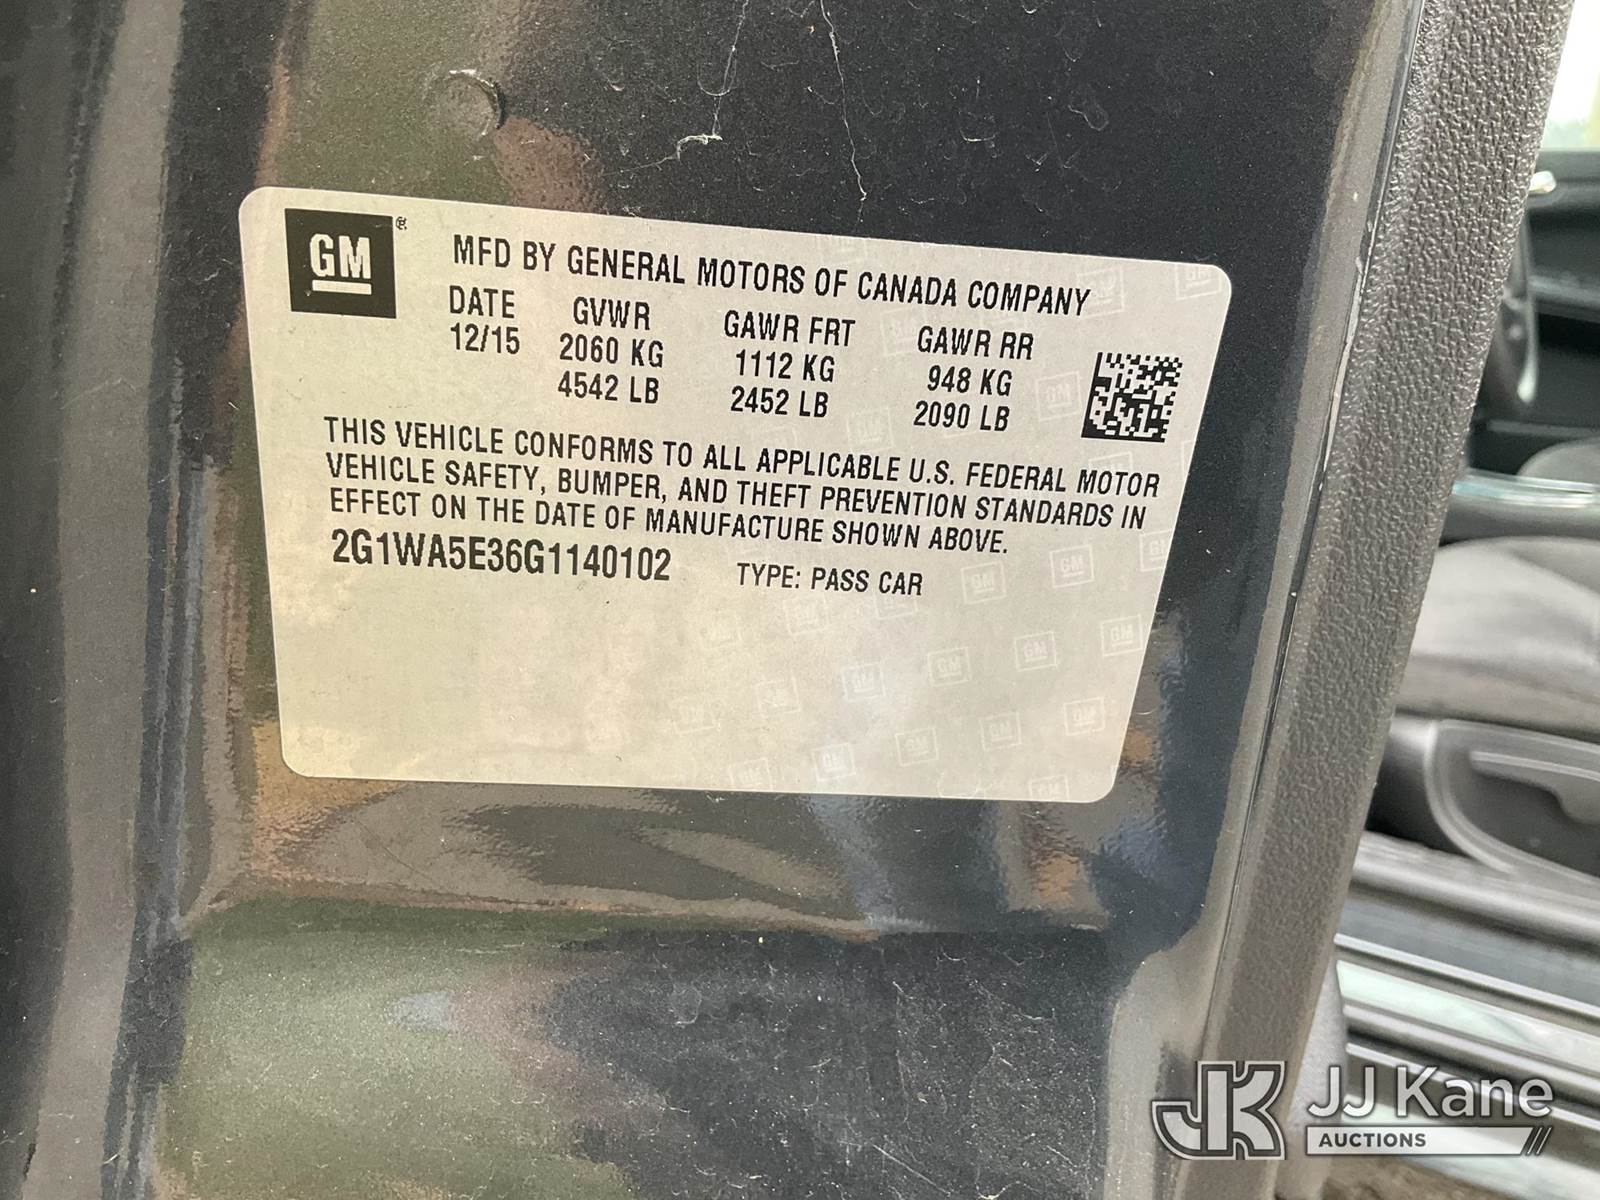 GM
MFD BY GENERAL MOTORS OF CANADA COMPANY
DATE GVWR GAWR FRT GAWR RR
12/15 2060 KG 1112 KG 948 KG
4542 LB 2452 LB 2090 LB
THIS VEHICLE CONFORMS TO ALL APPLICABLE U.S. FEDERAL MOTOR
VEHICLE SAFETY, BUMPER, AND THEFT PREVENTION STANDARDS IN
EFFECT ON THE DATE OF MANUFACTURE SHOWN ABOVE.
2G1WA5E36G1140102 TYPE: PASS CAR
JK JJ Kane
AUCTIONS